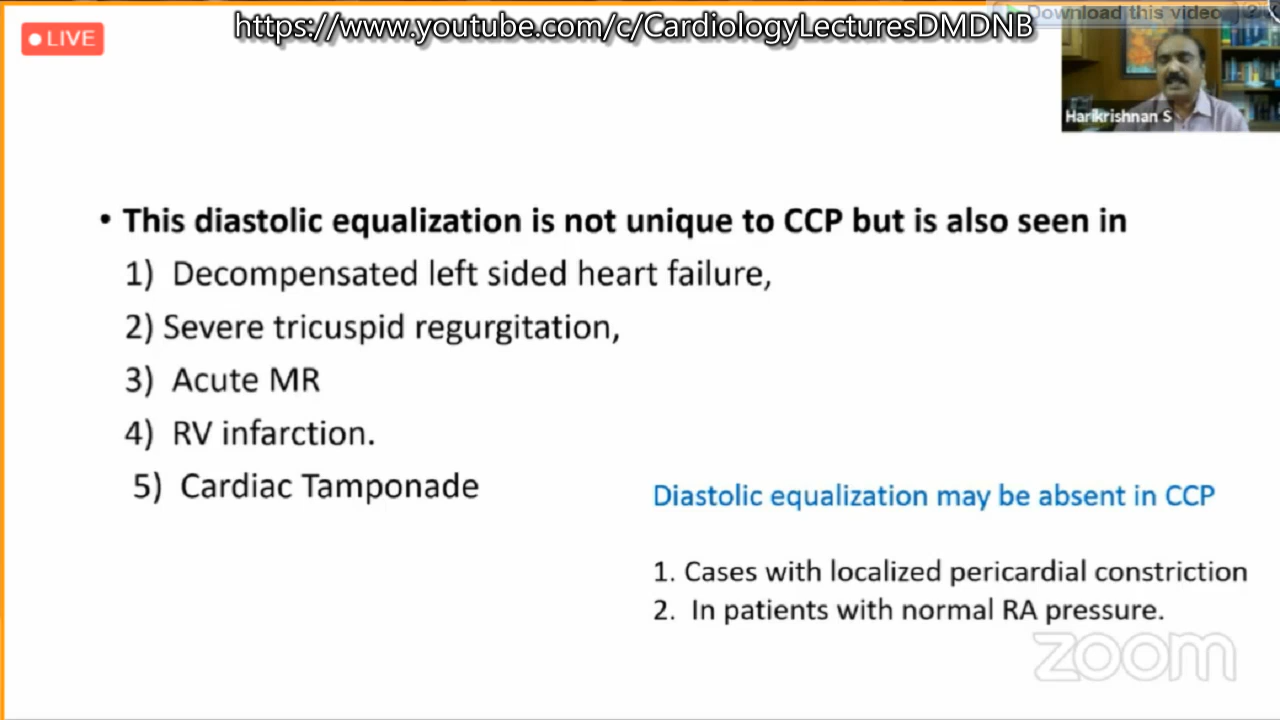 LIVE
https://www.youtube.com/c/CardiologyLecturesDMDNB
Download this video
?
Harikrishnan S
• This diastolic equalization is not unique to CCP but is also seen in
1) Decompensated left sided heart failure,
2) Severe tricuspid regurgitation,
3) Acute MR
4) RV infarction.
5) Cardiac Tamponade
Diastolic equalization may be absent in CCP
1. Cases with localized pericardial constriction
2. In patients with normal RA pressure.
zoom